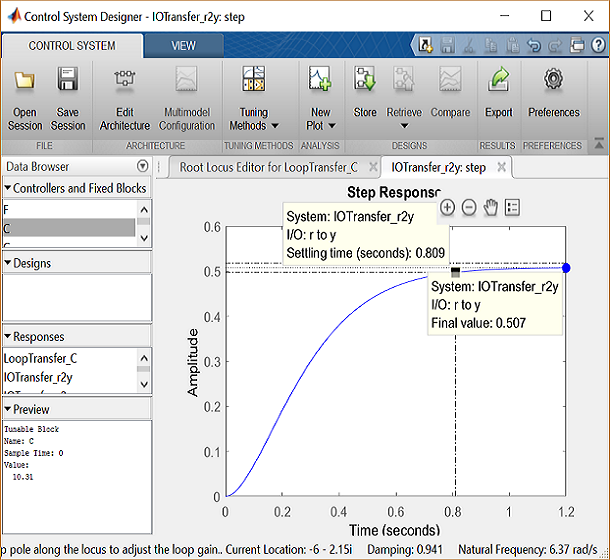 Control System Designer - IOTransfer_r2y: step
CONTROL SYSTEM
VIEW
Open Session
Save Session
Edit Architecture
Multimodel Configuration
Tuning Methods
New Plot
Store
Retrieve
Compare
Export
Preferences
FILE
ARCHITECTURE
TUNING METHODS
ANALYSIS
DESIGNS
RESULTS
PREFERENCES
Data Browser
Root Locus Editor for LoopTransfer_C
IOTransfer_r2y: step
Controllers and Fixed Blocks
F
C
Designs
Responses
LoopTransfer_C
IOTransfer_r2y
Preview
Tunable Block
Name: C
Sample Time: 0
Value:
10.31
Step Response
System: IOTransfer_r2y
I/O: r to y
Settling time (seconds): 0.809
System: IOTransfer_r2y
I/O: r to y
Final value: 0.507
Amplitude
0.6
0.5
0.4
0.3
0.2
0.1
0
0
0.2
0.4
0.6
0.8
1
1.2
Time (seconds)
p pole along the locus to adjust the loop gain.. Current Location: -6 - 2.15i Damping: 0.941 Natural Frequency: 6.37 rad/s